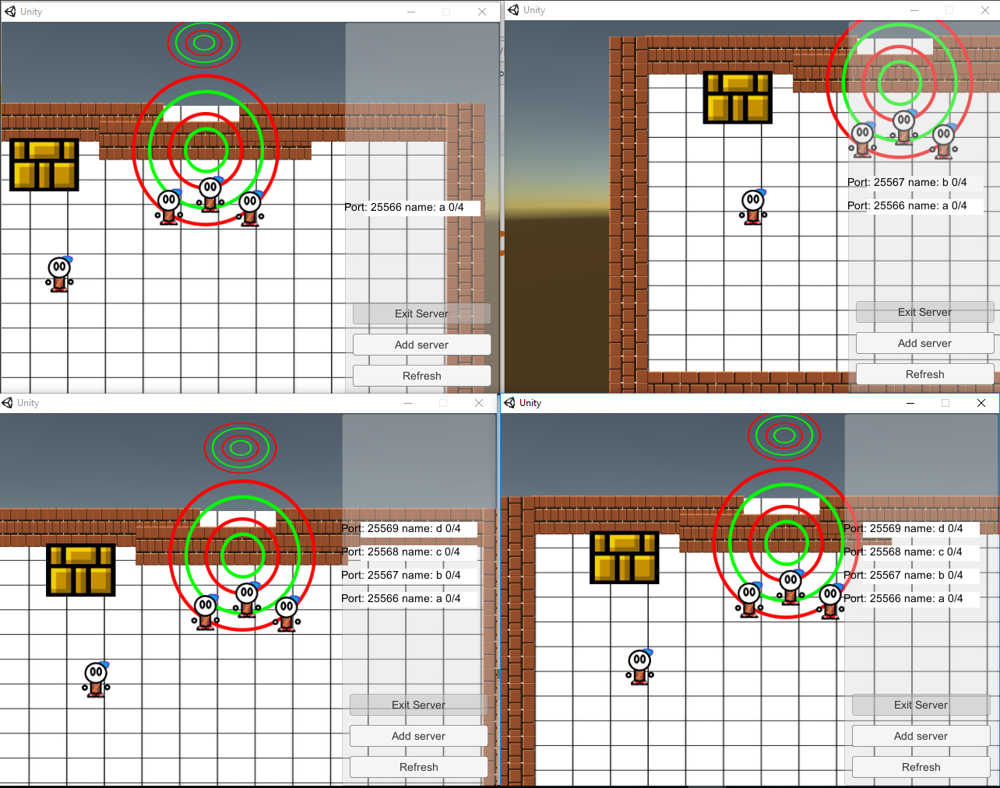 Unity
Port: 25566 name: a 0/4
Exit Server
Add server
Refresh
Unity
Port: 25567 name: b 0/4
Port: 25566 name: a 0/4
Exit Server
Add server
Refresh
Unity
Port: 25569 name: d 0/4
Port: 25568 name: c 0/4
Port: 25567 name: b 0/4
Port: 25566 name: a 0/4
Exit Server
Add server
Refresh
Unity
Port: 25569 name: d 0/4
Port: 25568 name: c 0/4
Port: 25567 name: b 0/4
Port: 25566 name: a 0/4
Exit Server
Add server
Refresh